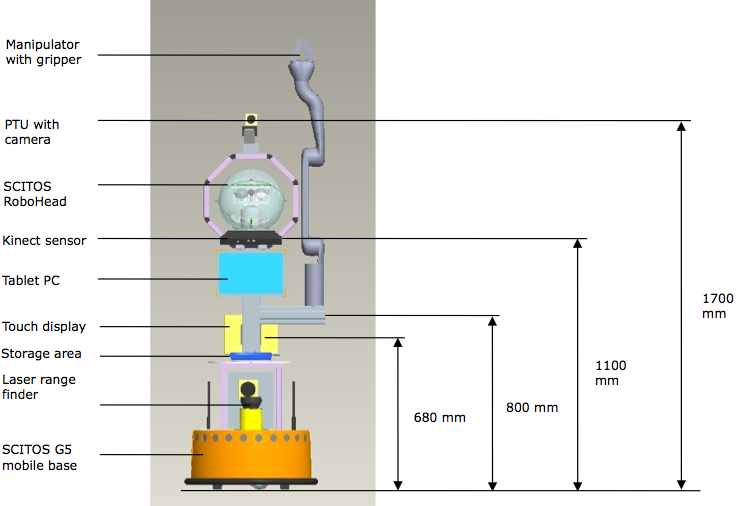 Manipulator
with gripper
PTU with
camera
SCITOS
RoboHead
Kinect sensor
Tablet PC
Touch display
Storage area
Laser range
finder
SCITOS G5
mobile base
680 mm
800 mm
1100
mm
1700
mm